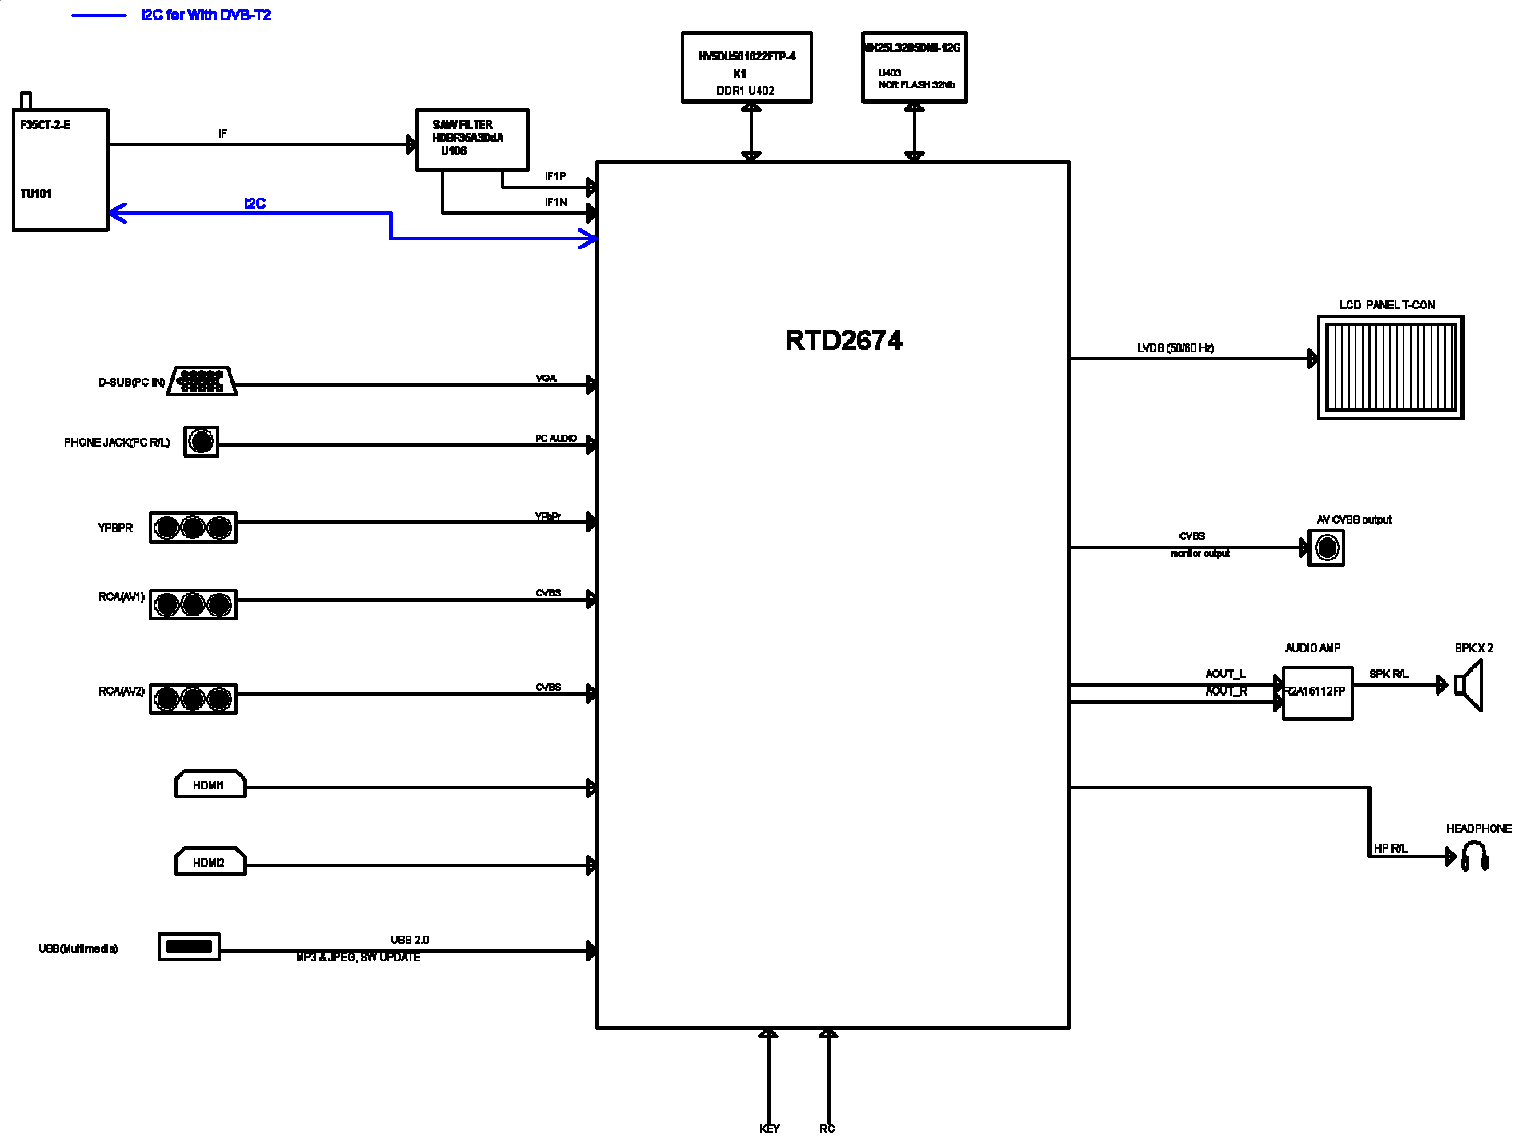 I2C for With DVB-T2
K1
DDR1 U402
U403
NOR FLASH 32Mb
F35CT-2-E
TU101
IF
SAW FILTER
U106
IF1P
IF1N
I2C
RTD2674
LCD PANEL T-CON
LVDS (50/60 Hz)
D-SUB(PC IN)
VGA
PHONE JACK(PC R/L)
PC AUDIO
YPBPR
YPbPr
AV CVBS output
CVBS
monitor output
RCA(AV1)
CVBS
RCA(AV2)
CVBS
AUDIO AMP
SPK X 2
AOUT_L
AOUT_R
R2A16112FP
SPK R/L
HDMI1
HDMI2
HEADPHONE
HP R/L
USB(Multimedia)
USB 2.0
MP3 & JPEG, SW UPDATE
KEY
RC